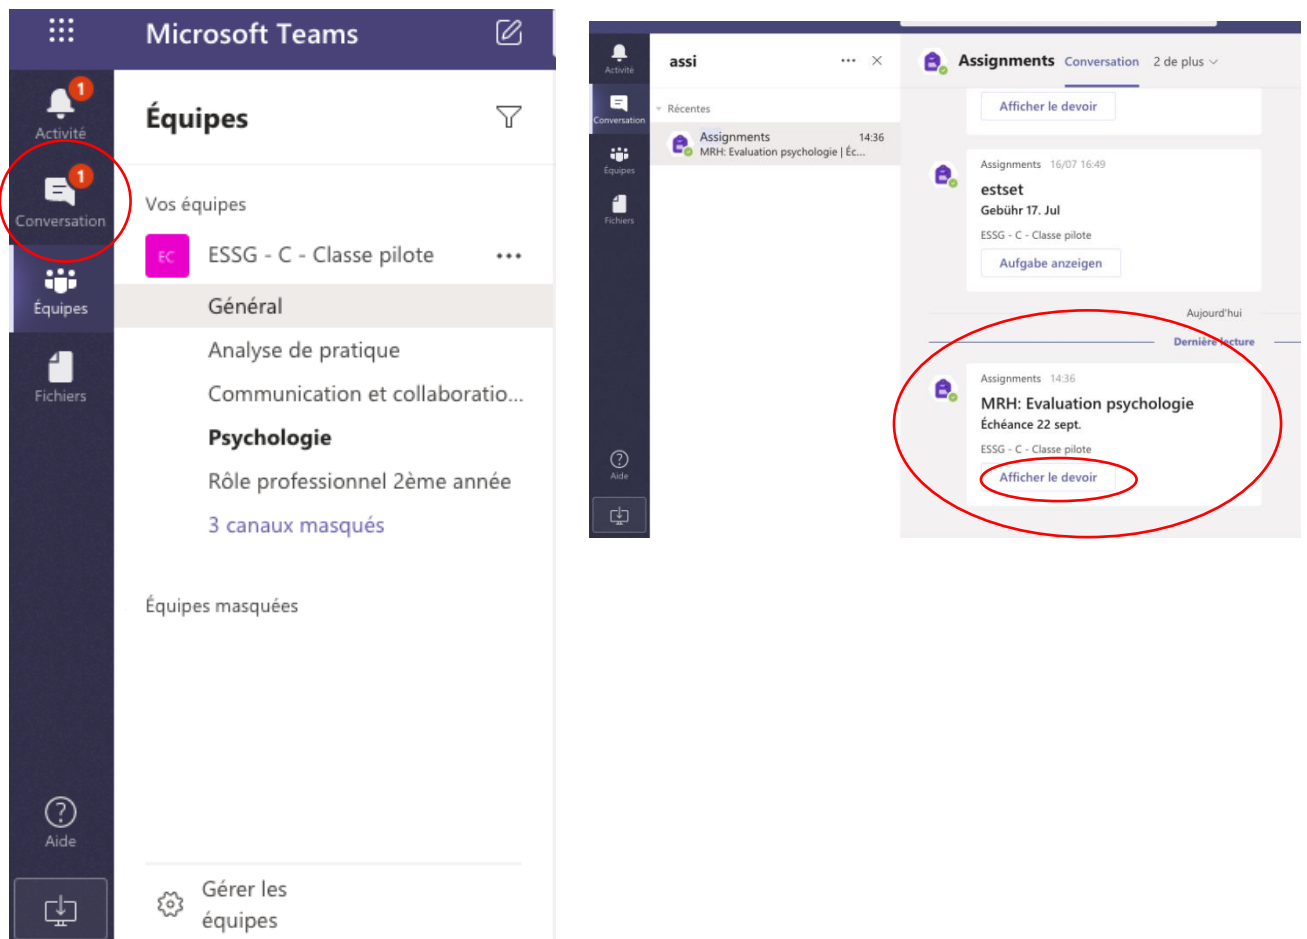 Microsoft Teams
1
Activité
1
Conversation
Équipes
Fichiers
Aide
Équipes
Vos équipes
EC
ESSG - C - Classe pilote
Général
Analyse de pratique
Communication et collaboratio...
Psychologie
Rôle professionnel 2ème année
3 canaux masqués
Équipes masquées
Gérer les
équipes
Activité
Conversation
Équipes
Fichiers
Aide
assi
Récentes
Assignments 14:36
MRH: Evaluation psychologie | Éc...
Assignments Conversation 2 de plus
Afficher le devoir
Assignments 16/07 16:49
estset
Gebühr 17. Jul
ESSG - C - Classe pilote
Aufgabe anzeigen
Aujourd'hui
Dernière lecture
Assignments 14:36
MRH: Evaluation psychologie
Échéance 22 sept.
ESSG - C - Classe pilote
Afficher le devoir